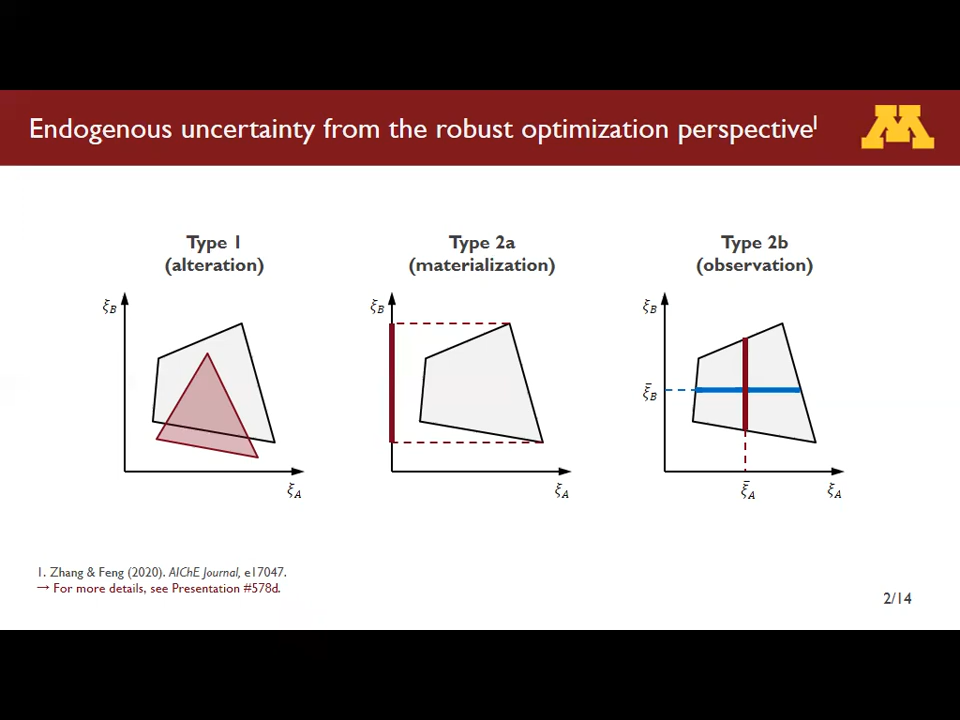 Endogenous uncertainty from the robust optimization perspective¹
M
Type 1
(alteration)
ξB
ξA
Type 2a
(materialization)
ξB
ξA
Type 2b
(observation)
ξB
ξ̄B
ξ̄A
ξA
1. Zhang & Feng (2020). AIChE Journal, e17047.
→ For more details, see Presentation #578d.
2/14